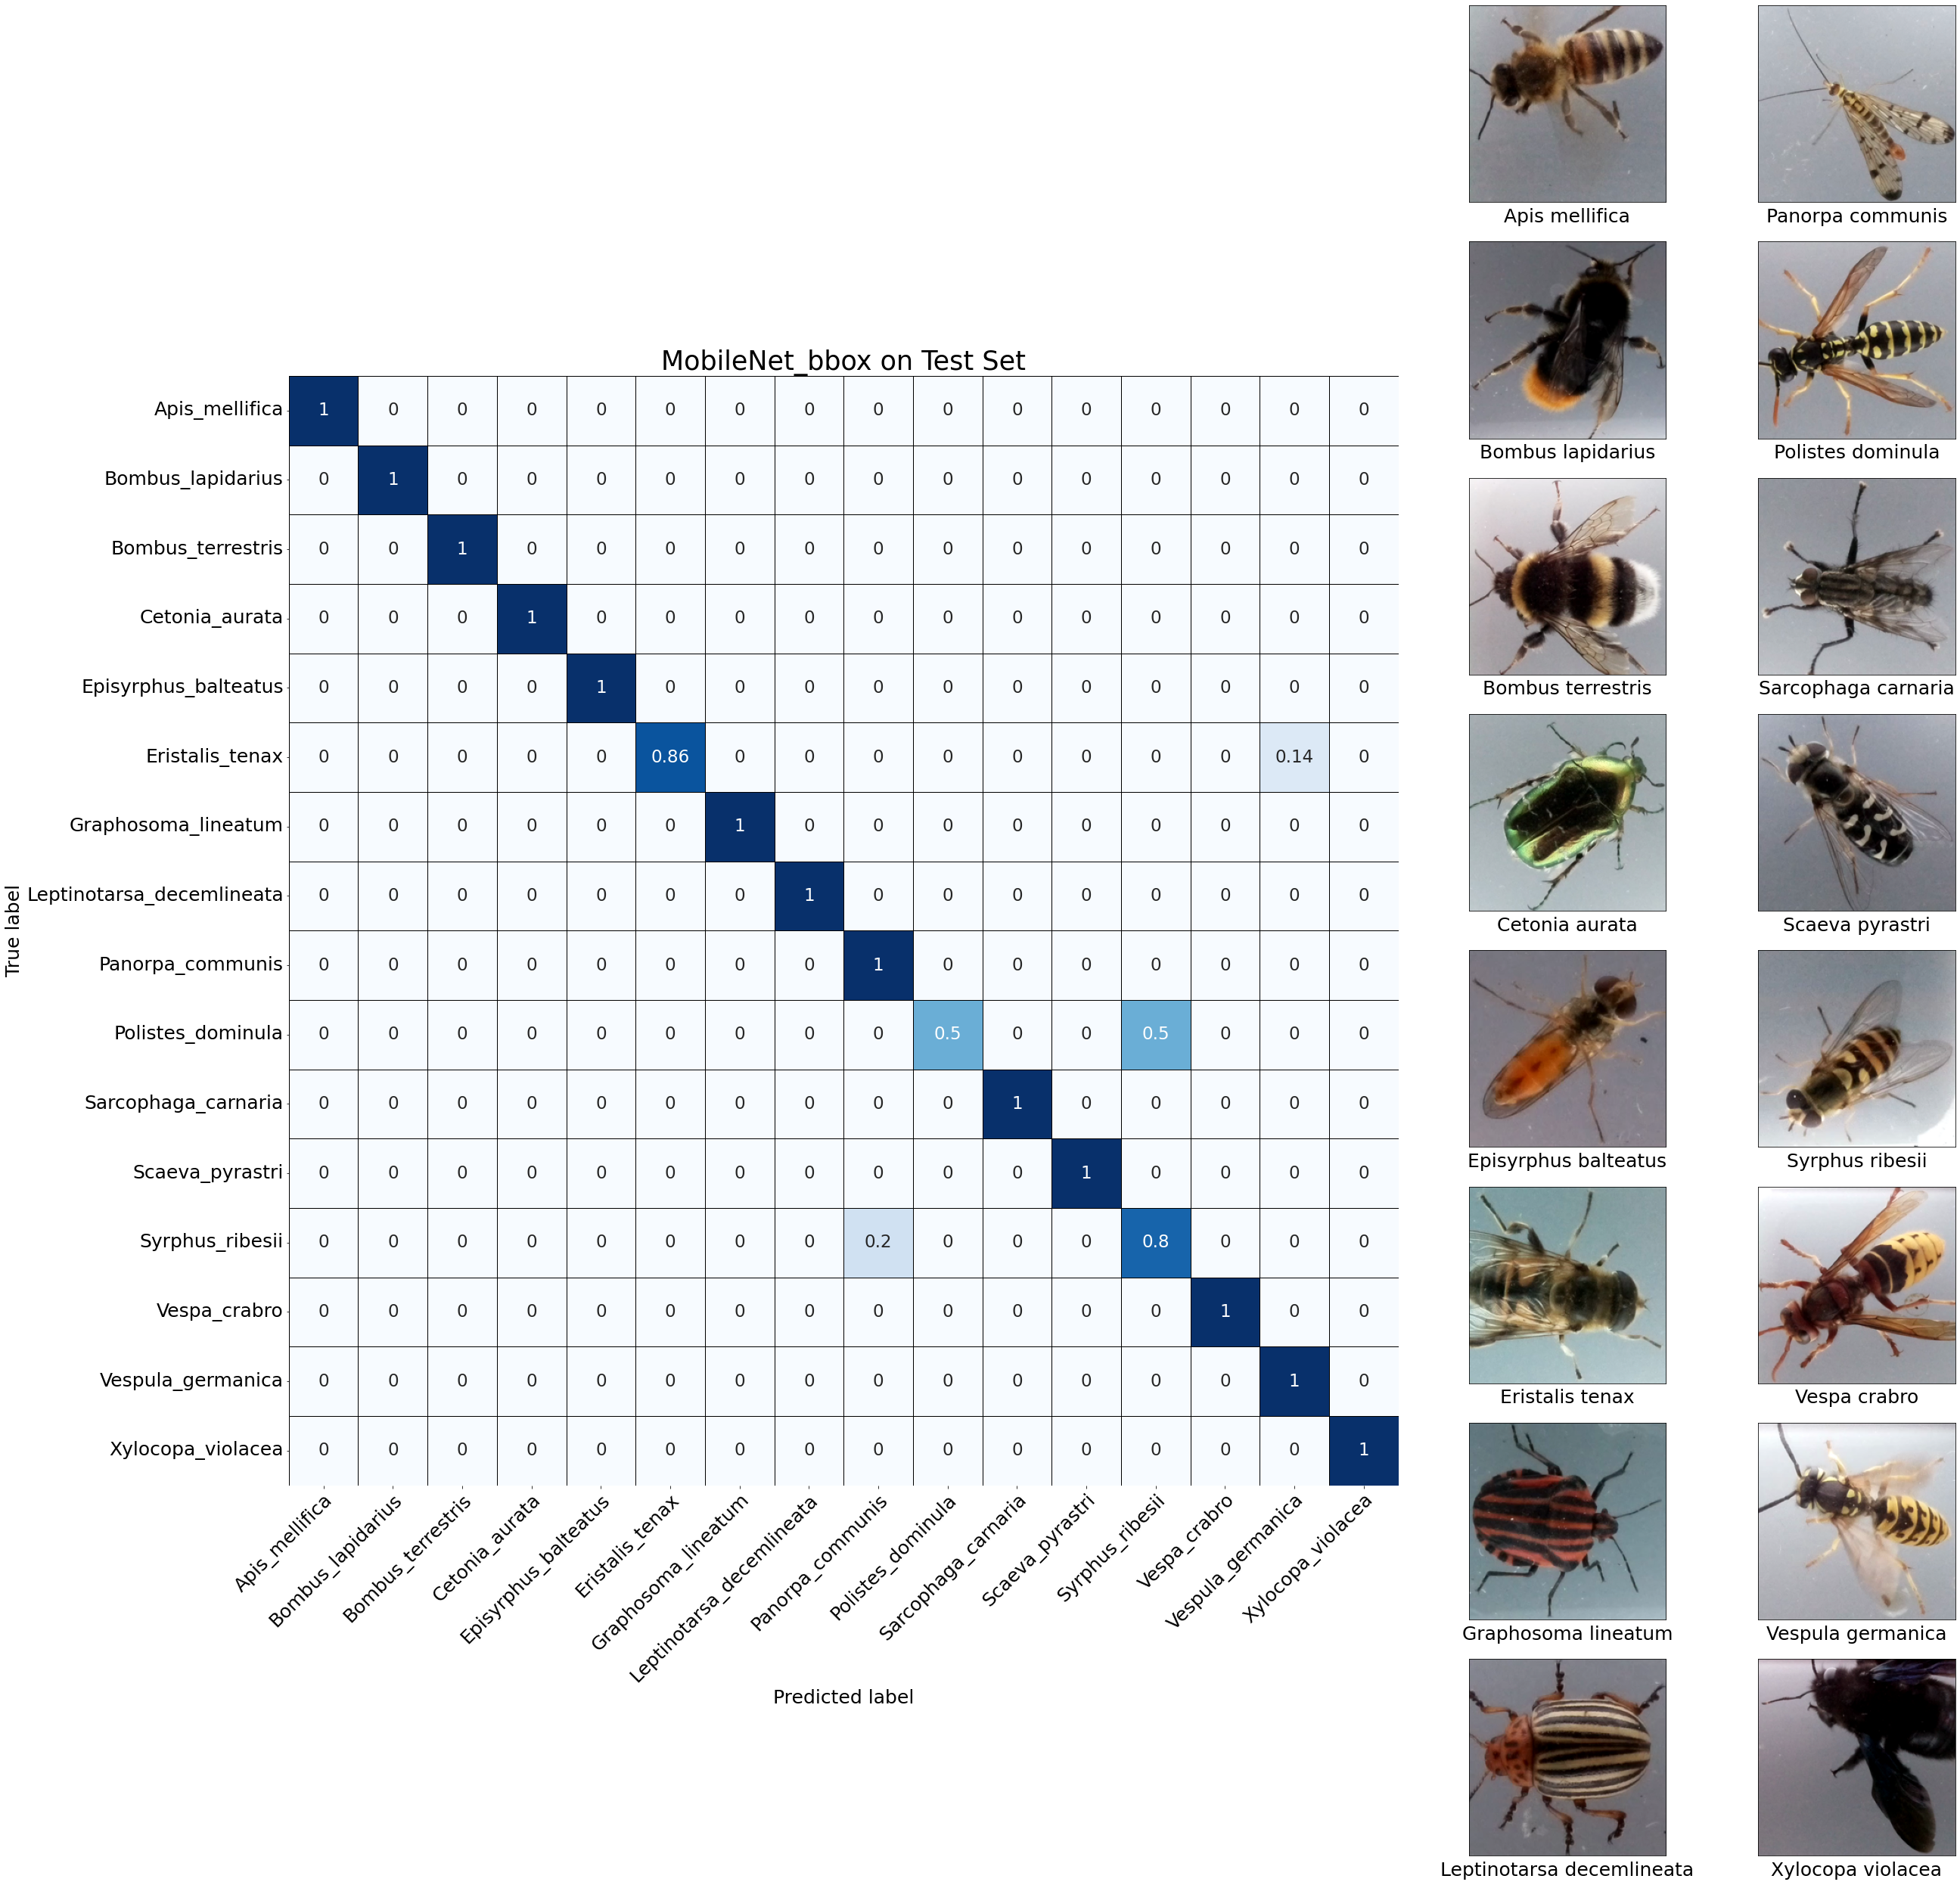 MobileNet_bbox on Test Set
True label
Apis_mellifica 1 0 0 0 0 0 0 0 0 0 0 0 0 0 0 0
Bombus_lapidarius 0 1 0 0 0 0 0 0 0 0 0 0 0 0 0 0
Bombus_terrestris 0 0 1 0 0 0 0 0 0 0 0 0 0 0 0 0
Cetonia_aurata 0 0 0 1 0 0 0 0 0 0 0 0 0 0 0 0
Episyrphus_balteatus 0 0 0 0 1 0 0 0 0 0 0 0 0 0 0 0
Eristalis_tenax 0 0 0 0 0 0.86 0 0 0 0 0 0 0 0 0.14 0
Graphosoma_lineatum 0 0 0 0 0 0 1 0 0 0 0 0 0 0 0 0
Leptinotarsa_decemlineata 0 0 0 0 0 0 0 1 0 0 0 0 0 0 0 0
Panorpa_communis 0 0 0 0 0 0 0 0 1 0 0 0 0 0 0 0
Polistes_dominula 0 0 0 0 0 0 0 0 0 0.5 0 0 0.5 0 0 0
Sarcophaga_carnaria 0 0 0 0 0 0 0 0 0 0 1 0 0 0 0 0
Scaeva_pyrastri 0 0 0 0 0 0 0 0 0 0 0 1 0 0 0 0
Syrphus_ribesii 0 0 0 0 0 0 0 0 0.2 0 0 0 0.8 0 0 0
Vespa_crabro 0 0 0 0 0 0 0 0 0 0 0 0 0 1 0 0
Vespula_germanica 0 0 0 0 0 0 0 0 0 0 0 0 0 0 1 0
Xylocopa_violacea 0 0 0 0 0 0 0 0 0 0 0 0 0 0 0 1
Apis_mellifica
Bombus_lapidarius
Bombus_terrestris
Cetonia_aurata
Episyrphus_balteatus
Eristalis_tenax
Graphosoma_lineatum
Leptinotarsa_decemlineata
Panorpa_communis
Polistes_dominula
Sarcophaga_carnaria
Scaeva_pyrastri
Syrphus_ribesii
Vespa_crabro
Vespula_germanica
Xylocopa_violacea
Predicted label
Apis mellifica
Panorpa communis
Bombus lapidarius
Polistes dominula
Bombus terrestris
Sarcophaga carnaria
Cetonia aurata
Scaeva pyrastri
Episyrphus balteatus
Syrphus ribesii
Eristalis tenax
Vespa crabro
Graphosoma lineatum
Vespula germanica
Leptinotarsa decemlineata
Xylocopa violacea